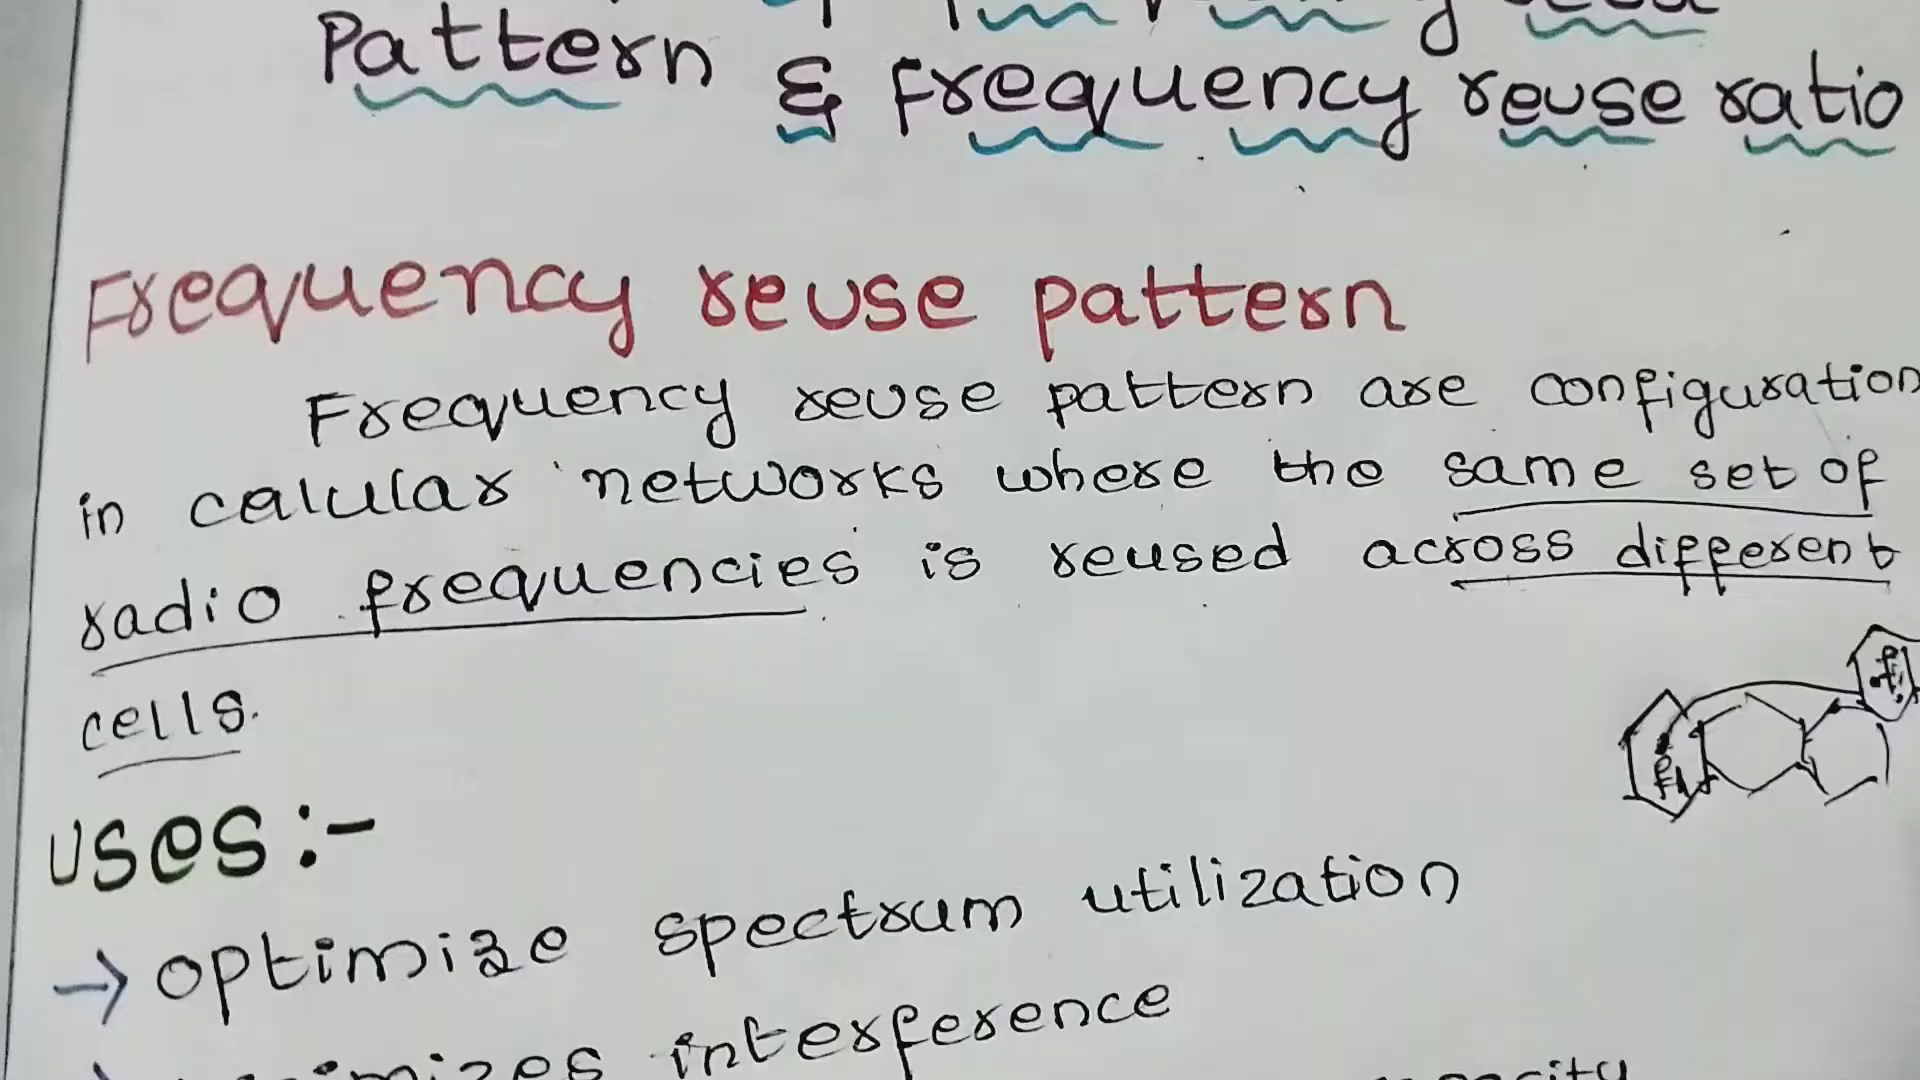 Pattern & Frequency reuse ratio
Frequency reuse pattern
Frequency reuse pattern are configuration
in calular networks where the same set of
radio frequencies is reused across different
cells.
f1
f1
uses:-
→ optimize spectrum utilization
interference